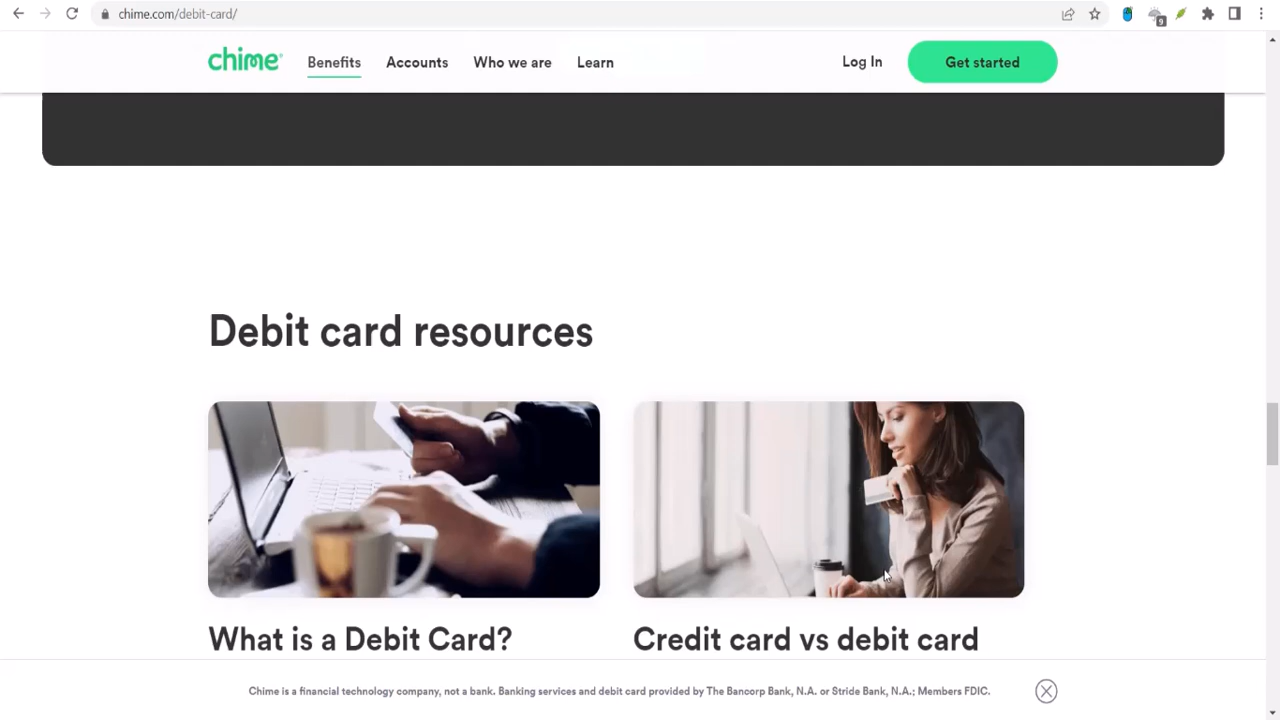 chime.com/debit-card/
9
chime
Benefits
Accounts
Who we are
Learn
Log In
Get started
Debit card resources
What is a Debit Card?
Credit card vs debit card
Chime is a financial technology company, not a bank. Banking services and debit card provided by The Bancorp Bank, N.A. or Stride Bank, N.A.; Members FDIC.